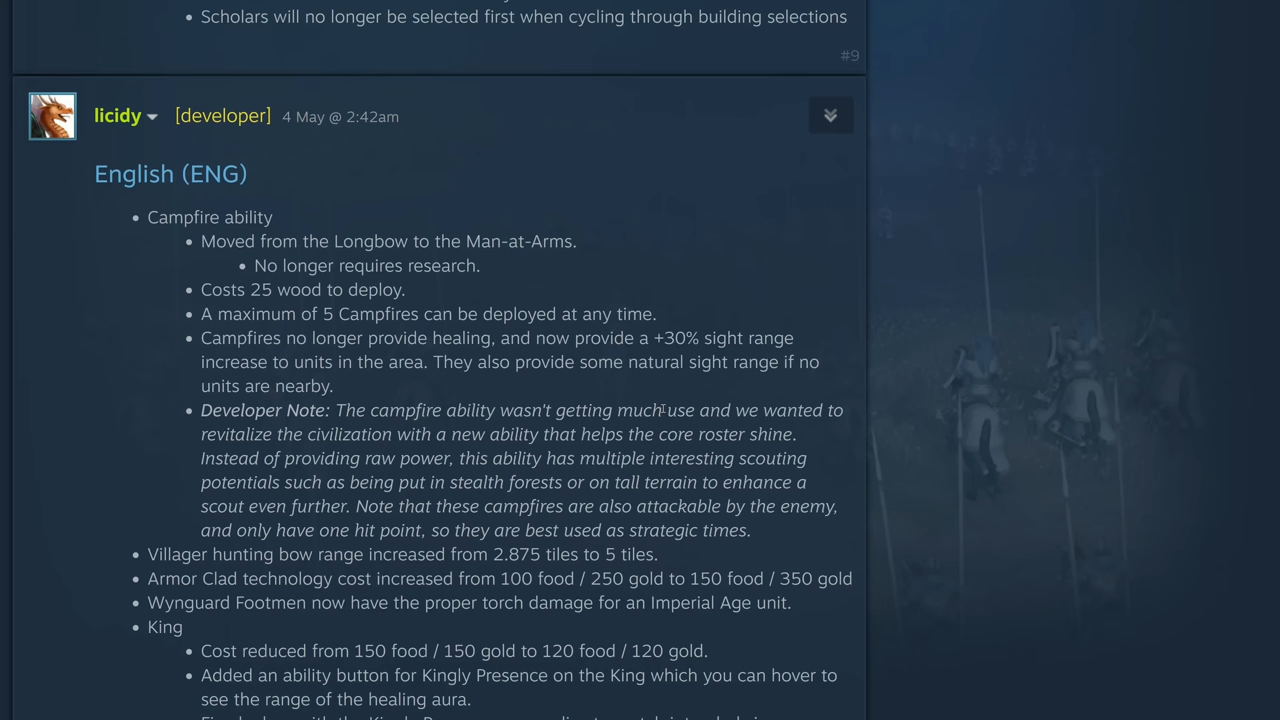 Scholars will no longer be selected first when cycling through building selections
#9
licidy [developer] 4 May @ 2:42am
English (ENG)
Campfire ability
Moved from the Longbow to the Man-at-Arms.
No longer requires research.
Costs 25 wood to deploy.
A maximum of 5 Campfires can be deployed at any time.
Campfires no longer provide healing, and now provide a +30% sight range
increase to units in the area. They also provide some natural sight range if no
units are nearby.
Developer Note: The campfire ability wasn't getting much use and we wanted to
revitalize the civilization with a new ability that helps the core roster shine.
Instead of providing raw power, this ability has multiple interesting scouting
potentials such as being put in stealth forests or on tall terrain to enhance a
scout even further. Note that these campfires are also attackable by the enemy,
and only have one hit point, so they are best used as strategic times.
Villager hunting bow range increased from 2.875 tiles to 5 tiles.
Armor Clad technology cost increased from 100 food / 250 gold to 150 food / 350 gold
Wynguard Footmen now have the proper torch damage for an Imperial Age unit.
King
Cost reduced from 150 food / 150 gold to 120 food / 120 gold.
Added an ability button for Kingly Presence on the King which you can hover to
see the range of the healing aura.